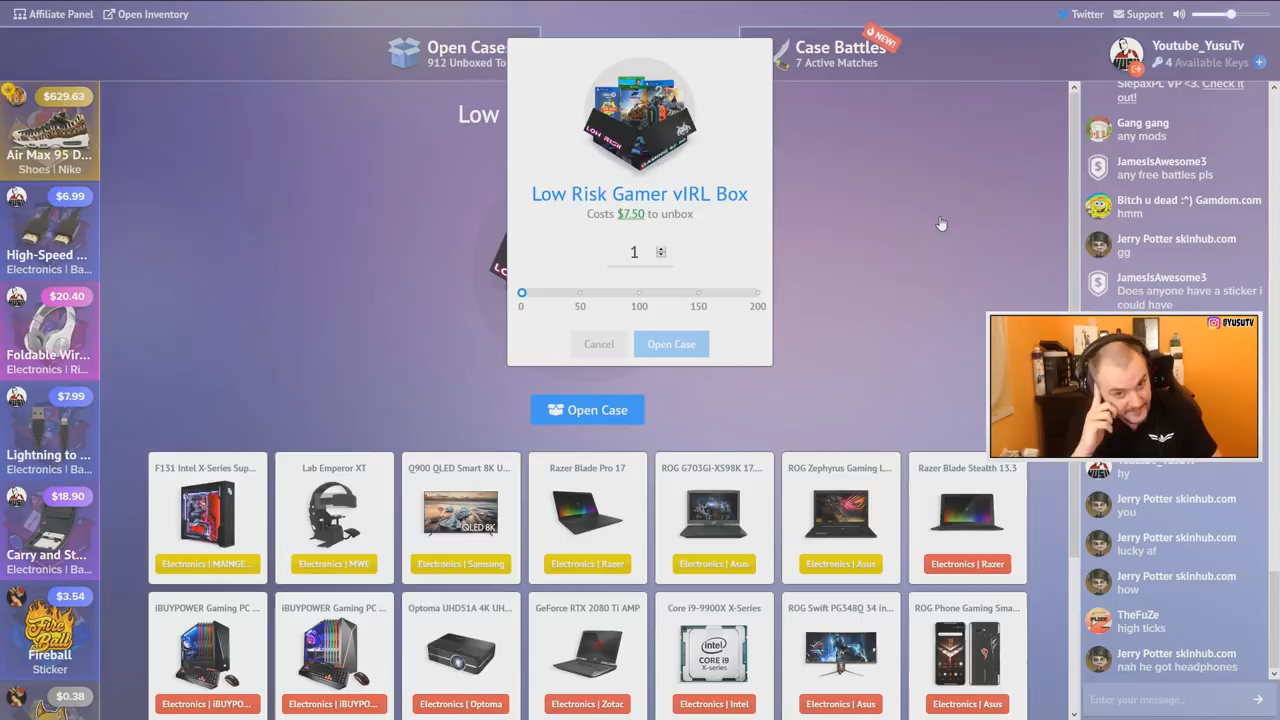 Affiliate Panel
Open Inventory
Twitter
Support
Open Cases
912 Unboxed To
Case Battles
NEW!
7 Active Matches
Youtube_YusuTv
4 Available Keys
$629.63
Air Max 95 D...
Shoes | Nike
$6.99
High-Speed ...
Electronics | Ba...
$20.40
Foldable Wir...
Electronics | Ri...
$7.99
Lightning to ...
Electronics | Ba...
$18.90
Carry and St...
Electronics | Ba...
$3.54
Fireball
Sticker
$0.38
Low
LOW RISK
Low Risk Gamer vIRL Box
Costs $7.50 to unbox
1
0 50 100 150 200
Cancel
Open Case
Open Case
F131 Intel X-Series Sup...
Electronics | MAINGE...
Lab Emperor XT
Electronics | MWE
Q900 QLED Smart 8K U...
QLED 8K
Electronics | Samsung
Razer Blade Pro 17
Electronics | Razer
ROG G703GI-XS98K 17....
Electronics | Asus
ROG Zephyrus Gaming L...
Electronics | Asus
Razer Blade Stealth 13.3
Electronics | Razer
iBUYPOWER Gaming PC ...
Electronics | iBUYPO...
iBUYPOWER Gaming PC ...
Electronics | iBUYPO...
Optoma UHD51A 4K UH...
Electronics | Optoma
GeForce RTX 2080 Ti AMP
Electronics | Zotac
Core i9-9900X X-Series
intel
CORE i9
X-series
Electronics | Intel
ROG Swift PG348Q 34 in...
Electronics | Asus
ROG Phone Gaming Sma...
Electronics | Asus
SlepaxPL VP <3. Check it
out!
Gang gang
any mods
JamesIsAwesome3
any free battles pls
Bitch u dead :^) Gamdom.com
hmm
Jerry Potter skinhub.com
gg
JamesIsAwesome3
Does anyone have a sticker i
could have
@YUSUTV
Youtube_YusuTv
hy
Jerry Potter skinhub.com
you
Jerry Potter skinhub.com
lucky af
Jerry Potter skinhub.com
how
TheFuZe
high ticks
Jerry Potter skinhub.com
nah he got headphones
Enter your message...